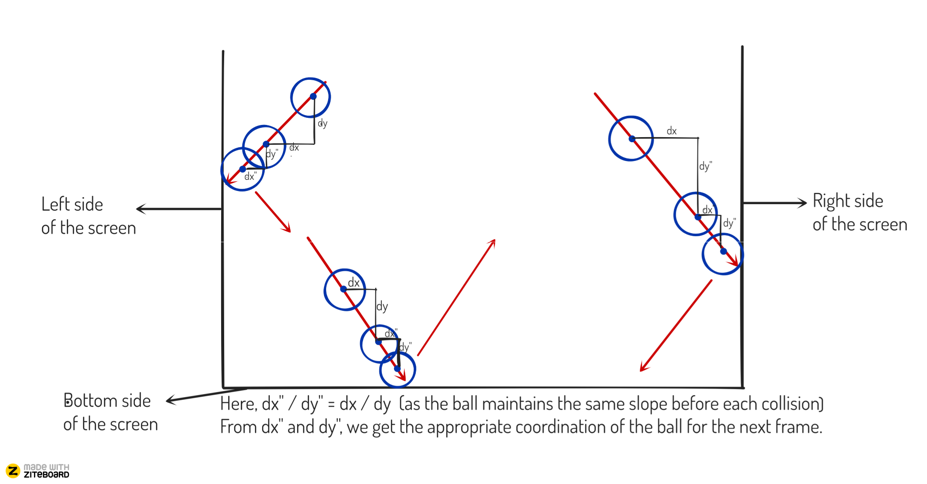 dy
dx
dy"
dx"
dx
dy"
dx
dy"
Left side
of the screen
Right side
of the screen
dx
dy
dx"
dy"
Bottom side
of the screen
Here, dx" / dy" = dx / dy (as the ball maintains the same slope before each collision)
From dx" and dy", we get the appropriate coordination of the ball for the next frame.
Z MADE WITH
ZITEBOARD